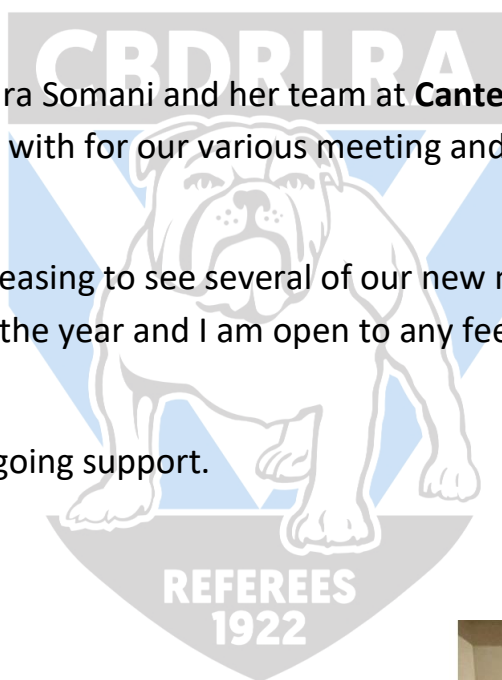 CBDRLRA
ra Somani and her team at Cante
with for our various meeting and
easing to see several of our new
the year and I am open to any fee
going support.
REFEREES
1922